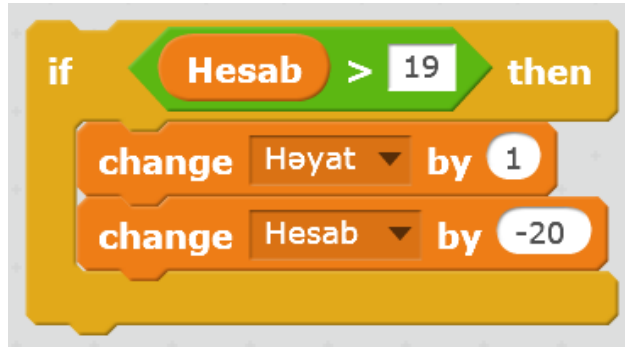 if Hesab > 19 then
change Həyat by 1
change Hesab by -20